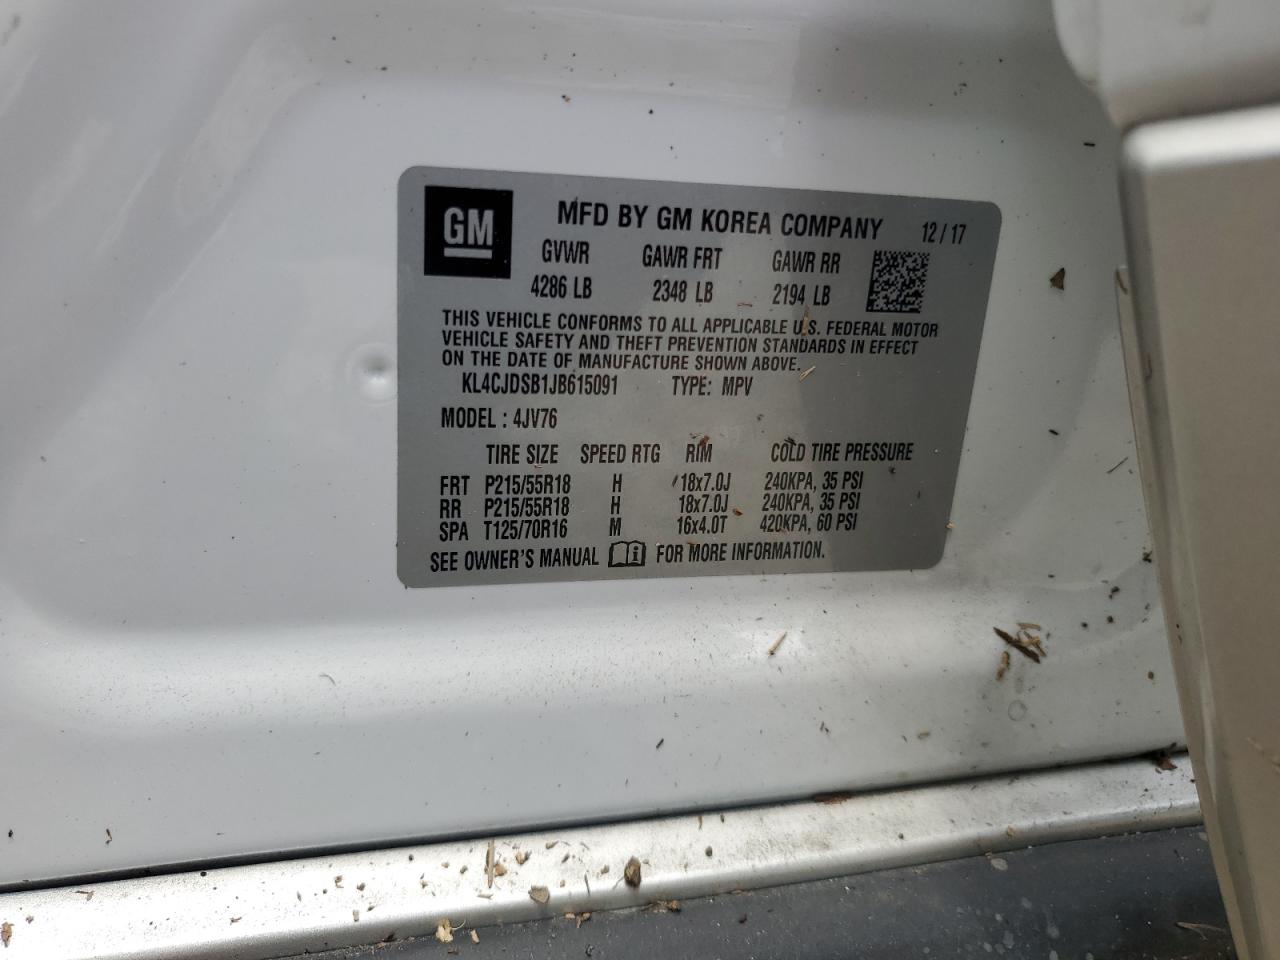 GM MFD BY GM KOREA COMPANY 12 / 17
GVWR GAWR FRT GAWR RR
4286 LB 2348 LB 2194 LB
THIS VEHICLE CONFORMS TO ALL APPLICABLE U.S. FEDERAL MOTOR
VEHICLE SAFETY AND THEFT PREVENTION STANDARDS IN EFFECT
ON THE DATE OF MANUFACTURE SHOWN ABOVE.
KL4CJDSB1JB615091 TYPE: MPV
MODEL : 4JV76
TIRE SIZE SPEED RTG RIM COLD TIRE PRESSURE
FRT P215/55R18 H 18x7.0J 240KPA, 35 PSI
RR P215/55R18 H 18x7.0J 240KPA, 35 PSI
SPA T125/70R16 M 16x4.0T 420KPA, 60 PSI
SEE OWNER'S MANUAL FOR MORE INFORMATION.